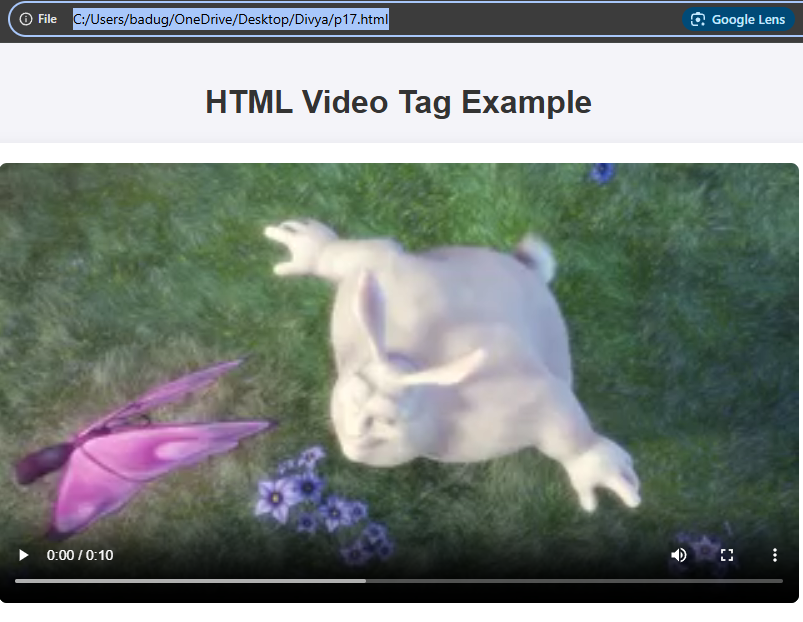 File C:/Users/badug/OneDrive/Desktop/Divya/p17.html Google Lens
HTML Video Tag Example
0:00 / 0:10